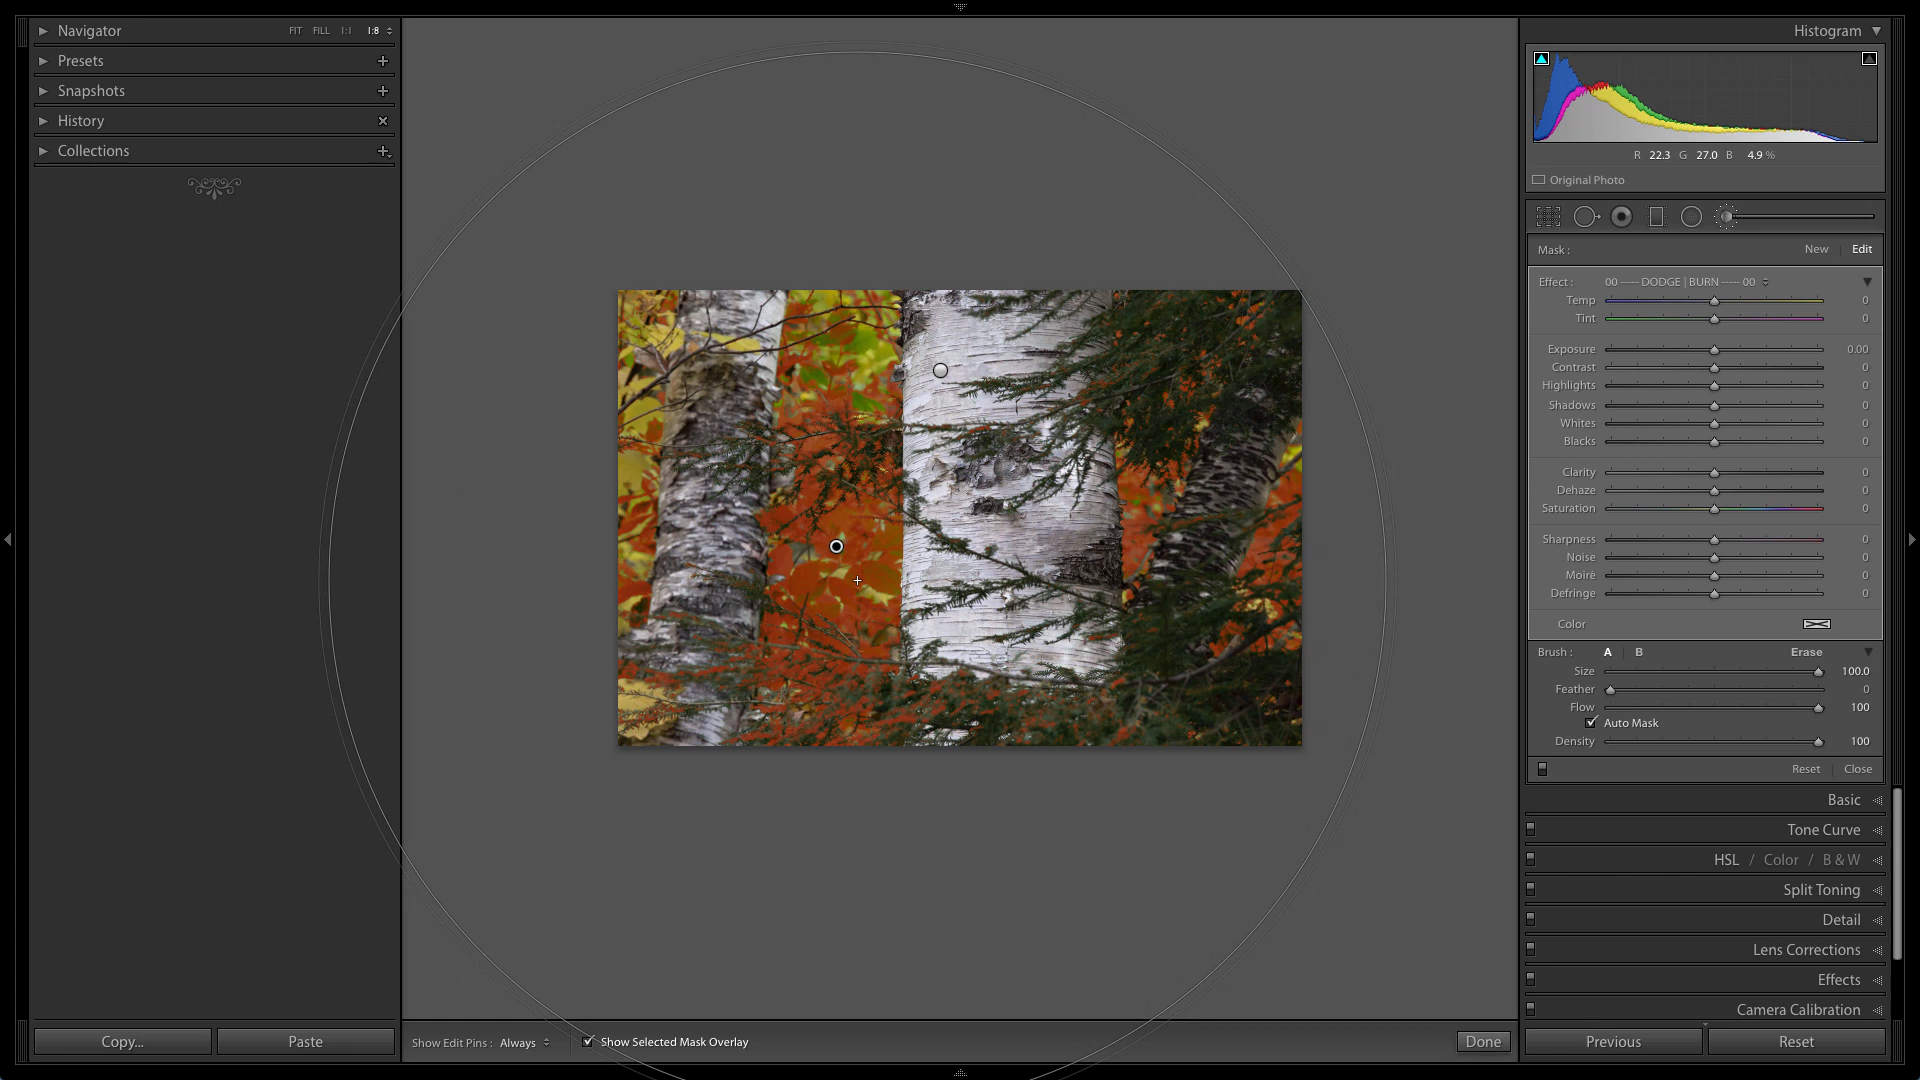 Navigator FIT FILL 1:1 1:8
Presets
Snapshots
History
Collections
Copy...
Paste
Show Edit Pins : Always
Show Selected Mask Overlay
Done
Histogram
R 22.3 G 27.0 B 4.9 %
Original Photo
Mask : New Edit
Effect : 00 ----- DODGE | BURN ----- 00
Temp 0
Tint 0
Exposure 0.00
Contrast 0
Highlights 0
Shadows 0
Whites 0
Blacks 0
Clarity 0
Dehaze 0
Saturation 0
Sharpness 0
Noise 0
Moiré 0
Defringe 0
Color
Brush : A B Erase
Size 100.0
Feather 0
Flow 100
Auto Mask
Density 100
Reset Close
Basic
Tone Curve
HSL / Color / B & W
Split Toning
Detail
Lens Corrections
Effects
Camera Calibration
Previous
Reset